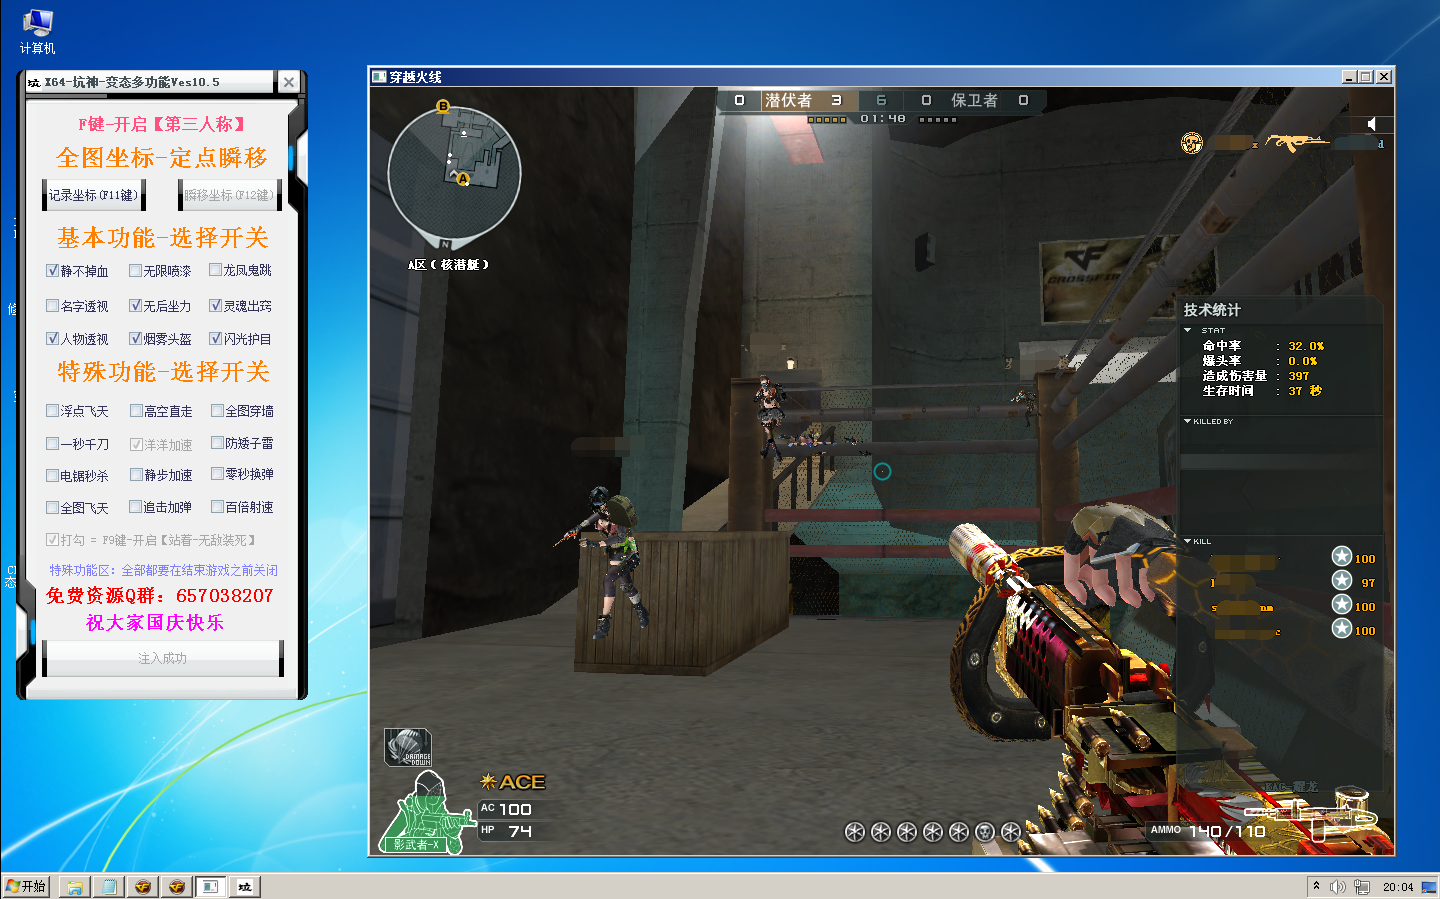 计算机
X64-坑神-变态多功能Ves10.5
F键-开启【第三人称】
全图坐标-定点瞬移
记录坐标(F11键) 瞬移坐标(F12键)
基本功能-选择开关
静不掉血 无限喷漆 龙凤鬼跳
名字透视 无后坐力 灵魂出窍
人物透视 烟雾头盔 闪光护目
特殊功能-选择开关
浮点飞天 高空直走 全图穿墙
一秒千刀 洋洋加速 防矮子雷
电锯秒杀 静步加速 零秒换弹
全图飞天 追击加弹 百倍射速
打勾 = F9键-开启【站着-无敌装死】
特殊功能区: 全部都要在结束游戏之前关闭
免费资源Q群: 657038207
祝大家国庆快乐
注入成功
穿越火线
0 潜伏者 3 6 0 保卫者 0
01:40
B
A
N
A区 ( 核潜艇 )
CF
CROSSFIRE
d
技术统计
STAT
命中率 : 32.0%
爆头率 : 0.0%
造成伤害量 : 397
生存时间 : 37 秒
KILLED BY
KILL
100
97
100
100
DAMAGE DOWN
ACE
AC 100
HP 74
影武者-X
AMMO 140/110
开始
坑
20:04